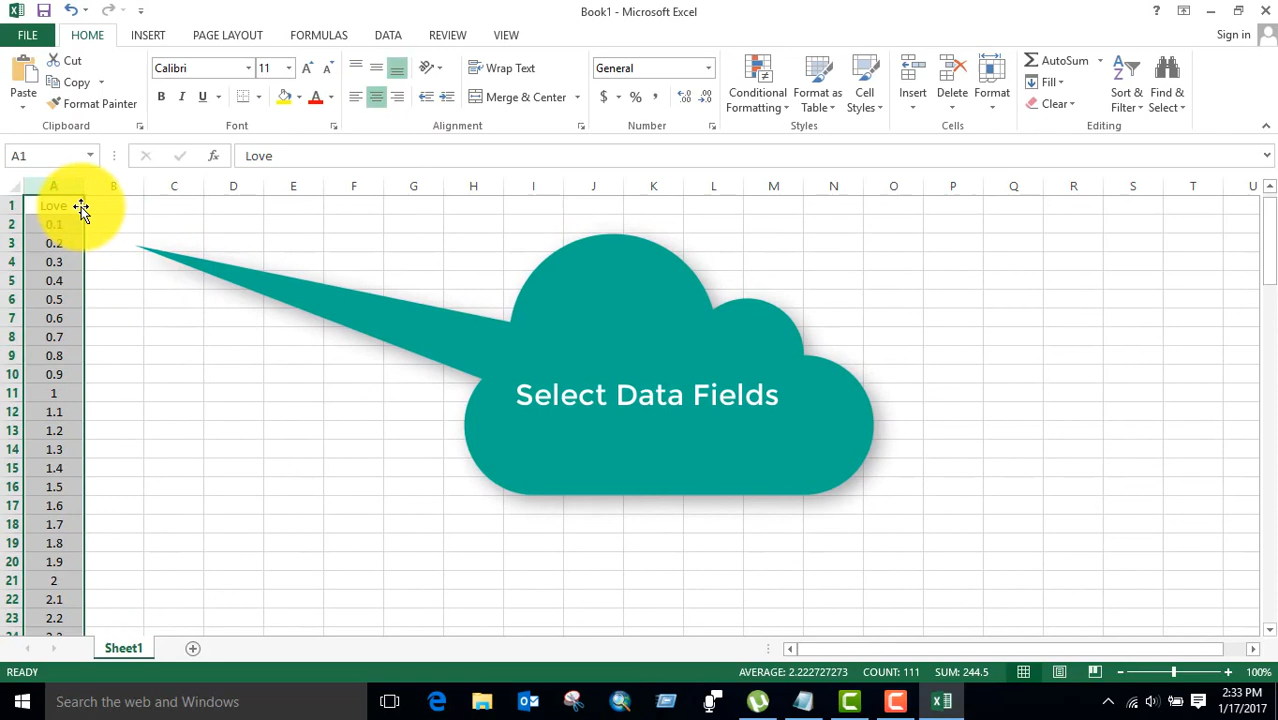 Book1 - Microsoft Excel
?
FILE HOME INSERT PAGE LAYOUT FORMULAS DATA REVIEW VIEW Sign in
Paste
Cut
Copy
Format Painter
Clipboard
Calibri 11
B I U A
Font
Wrap Text
Merge & Center
Alignment
General
$ % ,
Number
Conditional Formatting
Format as Table
Cell Styles
Styles
Insert Delete Format
Cells
AutoSum
Fill
Clear
Sort & Filter
Find & Select
Editing
A1 fx Love
A B C D E F G H I J K L M N O P Q R S T U
1 Love
2 0.1
3 0.2
4 0.3
5 0.4
6 0.5
7 0.6
8 0.7
9 0.8
10 0.9
11 1
12 1.1
13 1.2
14 1.3
15 1.4
16 1.5
17 1.6
18 1.7
19 1.8
20 1.9
21 2
22 2.1
23 2.2
Select Data Fields
Sheet1
READY AVERAGE: 2.222727273 COUNT: 111 SUM: 244.5 100%
Search the web and Windows
2:33 PM
1/17/2017